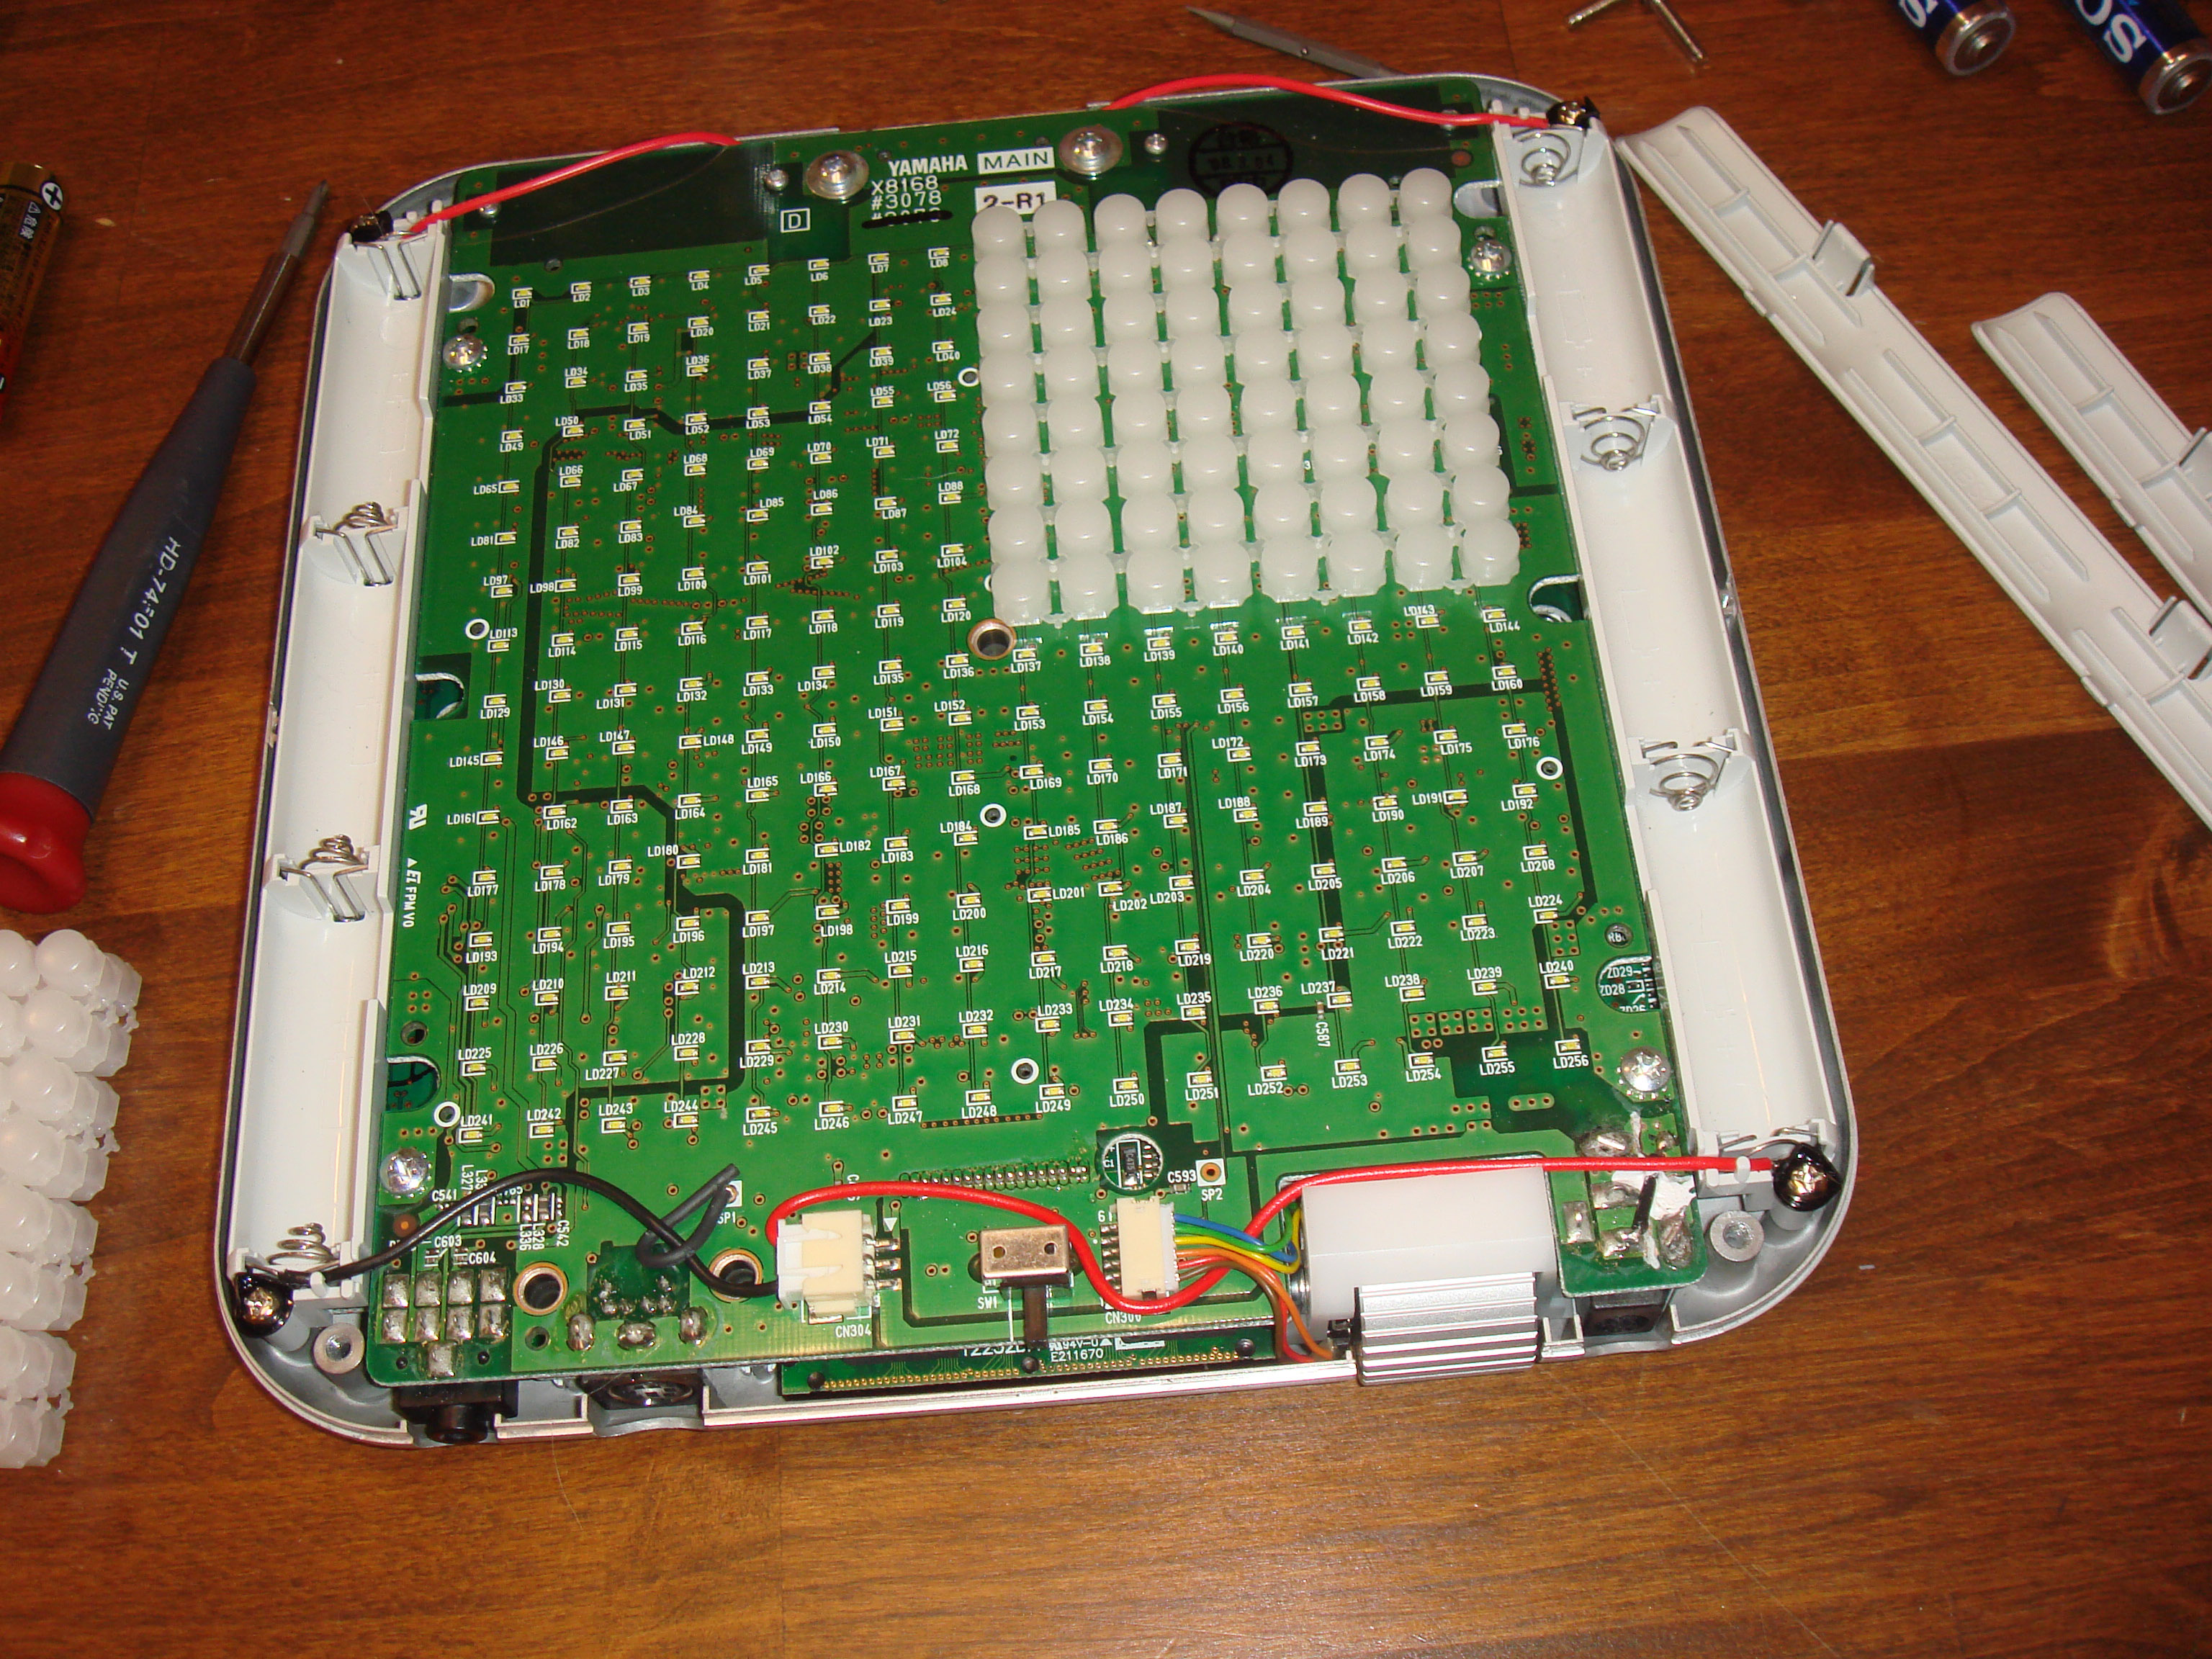 YAMAHA MAIN
X8168
#3078
2-R1
D
LD1 LD2 LD3 LD4 LD5 LD6 LD7 LD8
LD17 LD18 LD19 LD20 LD21 LD22 LD23 LD24
LD33 LD34 LD35 LD36 LD37 LD38 LD39 LD40
LD49 LD50 LD51 LD52 LD53 LD54 LD55 LD56
LD65 LD66 LD67 LD68 LD69 LD70 LD71 LD72
LD81 LD82 LD83 LD84 LD85 LD86 LD87 LD88
LD97 LD98 LD99 LD100 LD101 LD102 LD103 LD104
LD113 LD114 LD115 LD116 LD117 LD118 LD119 LD120
LD129 LD130 LD131 LD132 LD133 LD134 LD135 LD136 LD137 LD138 LD139 LD140 LD141 LD142 LD143 LD144
LD145 LD146 LD147 LD148 LD149 LD150 LD151 LD152 LD153 LD154 LD155 LD156 LD157 LD158 LD159 LD160
LD161 LD162 LD163 LD164 LD165 LD166 LD167 LD168 LD169 LD170 LD171 LD172 LD173 LD174 LD175 LD176
LD177 LD178 LD179 LD180 LD181 LD182 LD183 LD184 LD185 LD186 LD187 LD188 LD189 LD190 LD191 LD192
LD193 LD194 LD195 LD196 LD197 LD198 LD199 LD200 LD201 LD202 LD203 LD204 LD205 LD206 LD207 LD208
LD209 LD210 LD211 LD212 LD213 LD214 LD215 LD216 LD217 LD218 LD219 LD220 LD221 LD222 LD223 LD224
LD225 LD226 LD227 LD228 LD229 LD230 LD231 LD232 LD233 LD234 LD235 LD236 LD237 LD238 LD239 LD240
LD241 LD242 LD243 LD244 LD245 LD246 LD247 LD248 LD249 LD250 LD251 LD252 LD253 LD254 LD255 LD256
EL FPMV0
C587
ZD29
ZD28
C541
L336
L328
C542
C603
C604
SP1
C593
SP2
CN304
SW1
CN300
94V-0
E211670
HD-74=01 T
U.S. PAT